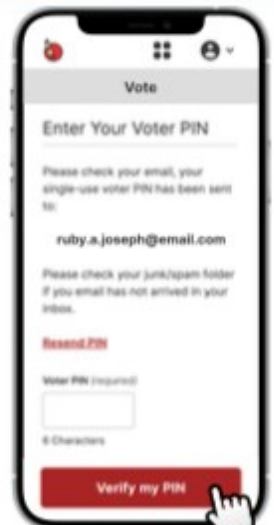 Vote
Enter Your Voter PIN
Please check your email, your
single-use voter PIN has been sent
to:
ruby.a.joseph@email.com
Please check your junk/spam folder
if you email has not arrived in your
inbox.
Resend PIN
Voter PIN (required)
6 Characters
Verify my PIN